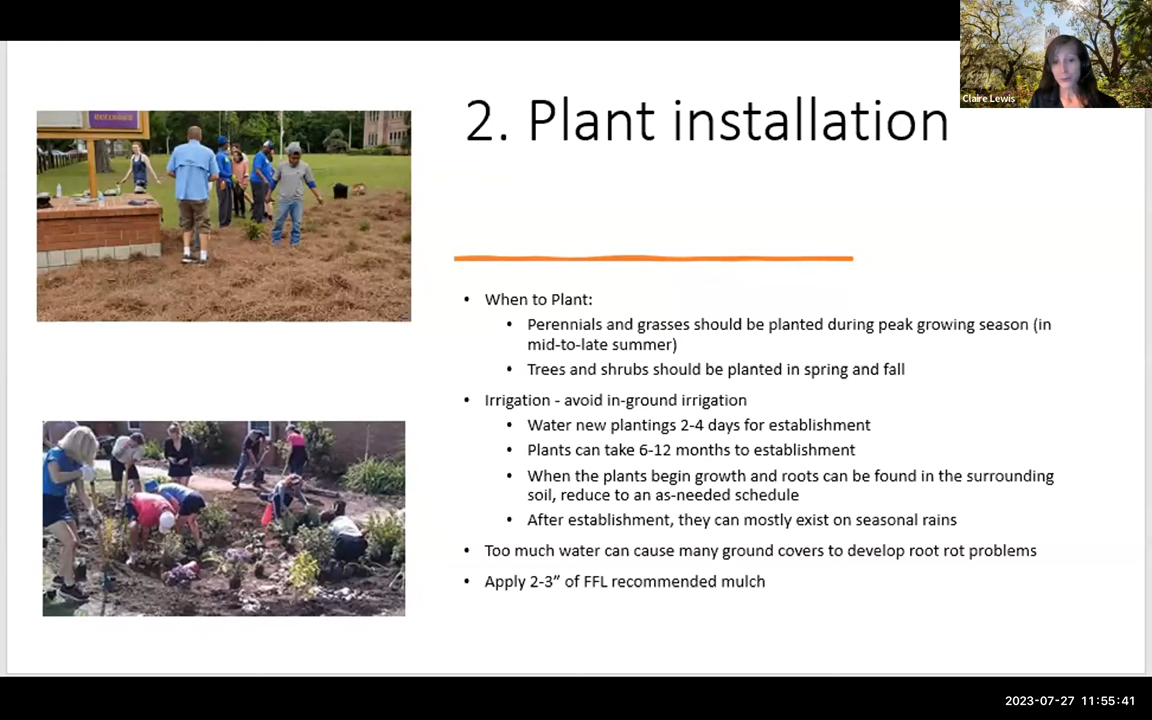 Claire Lewis
2. Plant installation
• When to Plant:
• Perennials and grasses should be planted during peak growing season (in
mid-to-late summer)
• Trees and shrubs should be planted in spring and fall
• Irrigation - avoid in-ground irrigation
• Water new plantings 2-4 days for establishment
• Plants can take 6-12 months to establishment
• When the plants begin growth and roots can be found in the surrounding
soil, reduce to an as-needed schedule
• After establishment, they can mostly exist on seasonal rains
• Too much water can cause many ground covers to develop root rot problems
• Apply 2-3” of FFL recommended mulch
2023-07-27 11:55:41